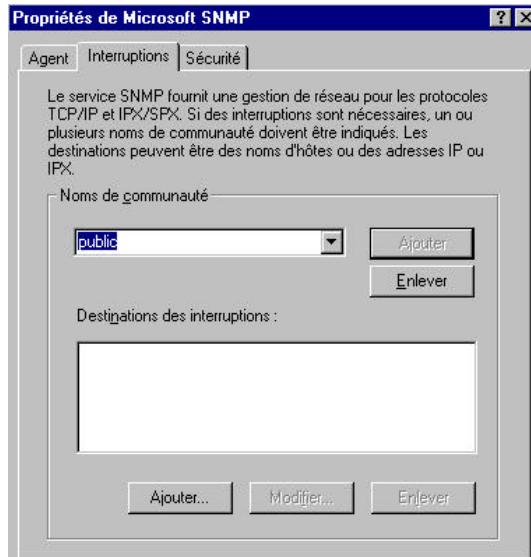 Propriétés de Microsoft SNMP
Agent Interruptions Sécurité
Le service SNMP fournit une gestion de réseau pour les protocoles
TCP/IP et IPX/SPX. Si des interruptions sont nécessaires, un ou
plusieurs noms de communauté doivent être indiqués. Les
destinations peuvent être des noms d'hôtes ou des adresses IP ou
IPX.
Noms de communauté
public
Ajouter
Enlever
Destinations des interruptions :
Ajouter... Modifier... Enlever